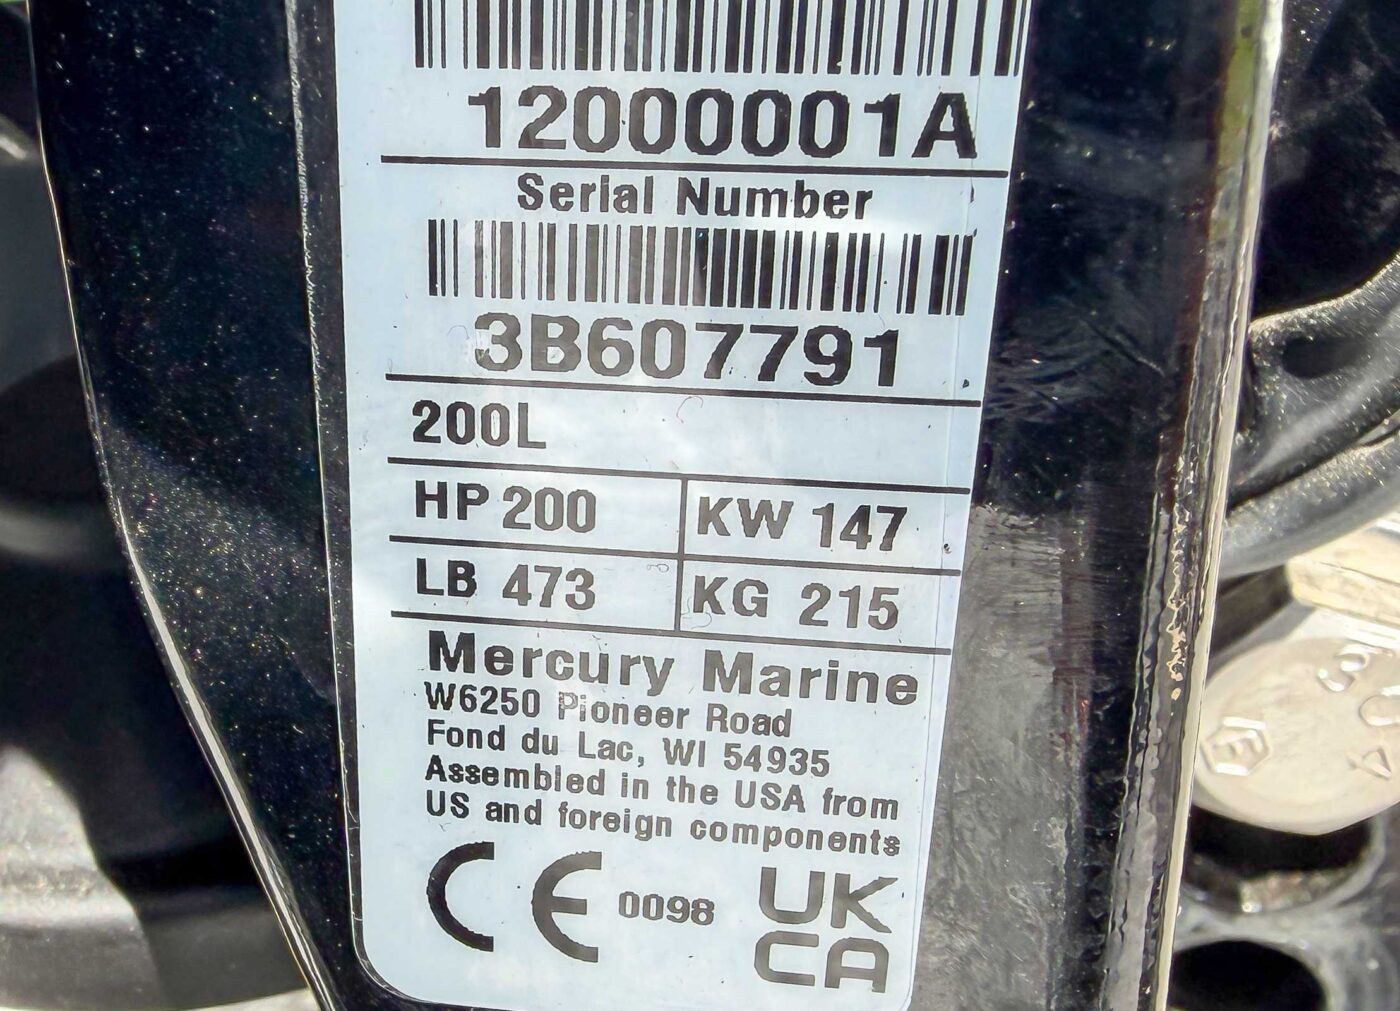 12000001A
Serial Number
3B607791
200L
HP 200 KW 147
LB 473 KG 215
Mercury Marine
W6250 Pioneer Road
Fond du Lac, WI 54935
Assembled in the USA from
US and foreign components
CE 0098 UK
CA